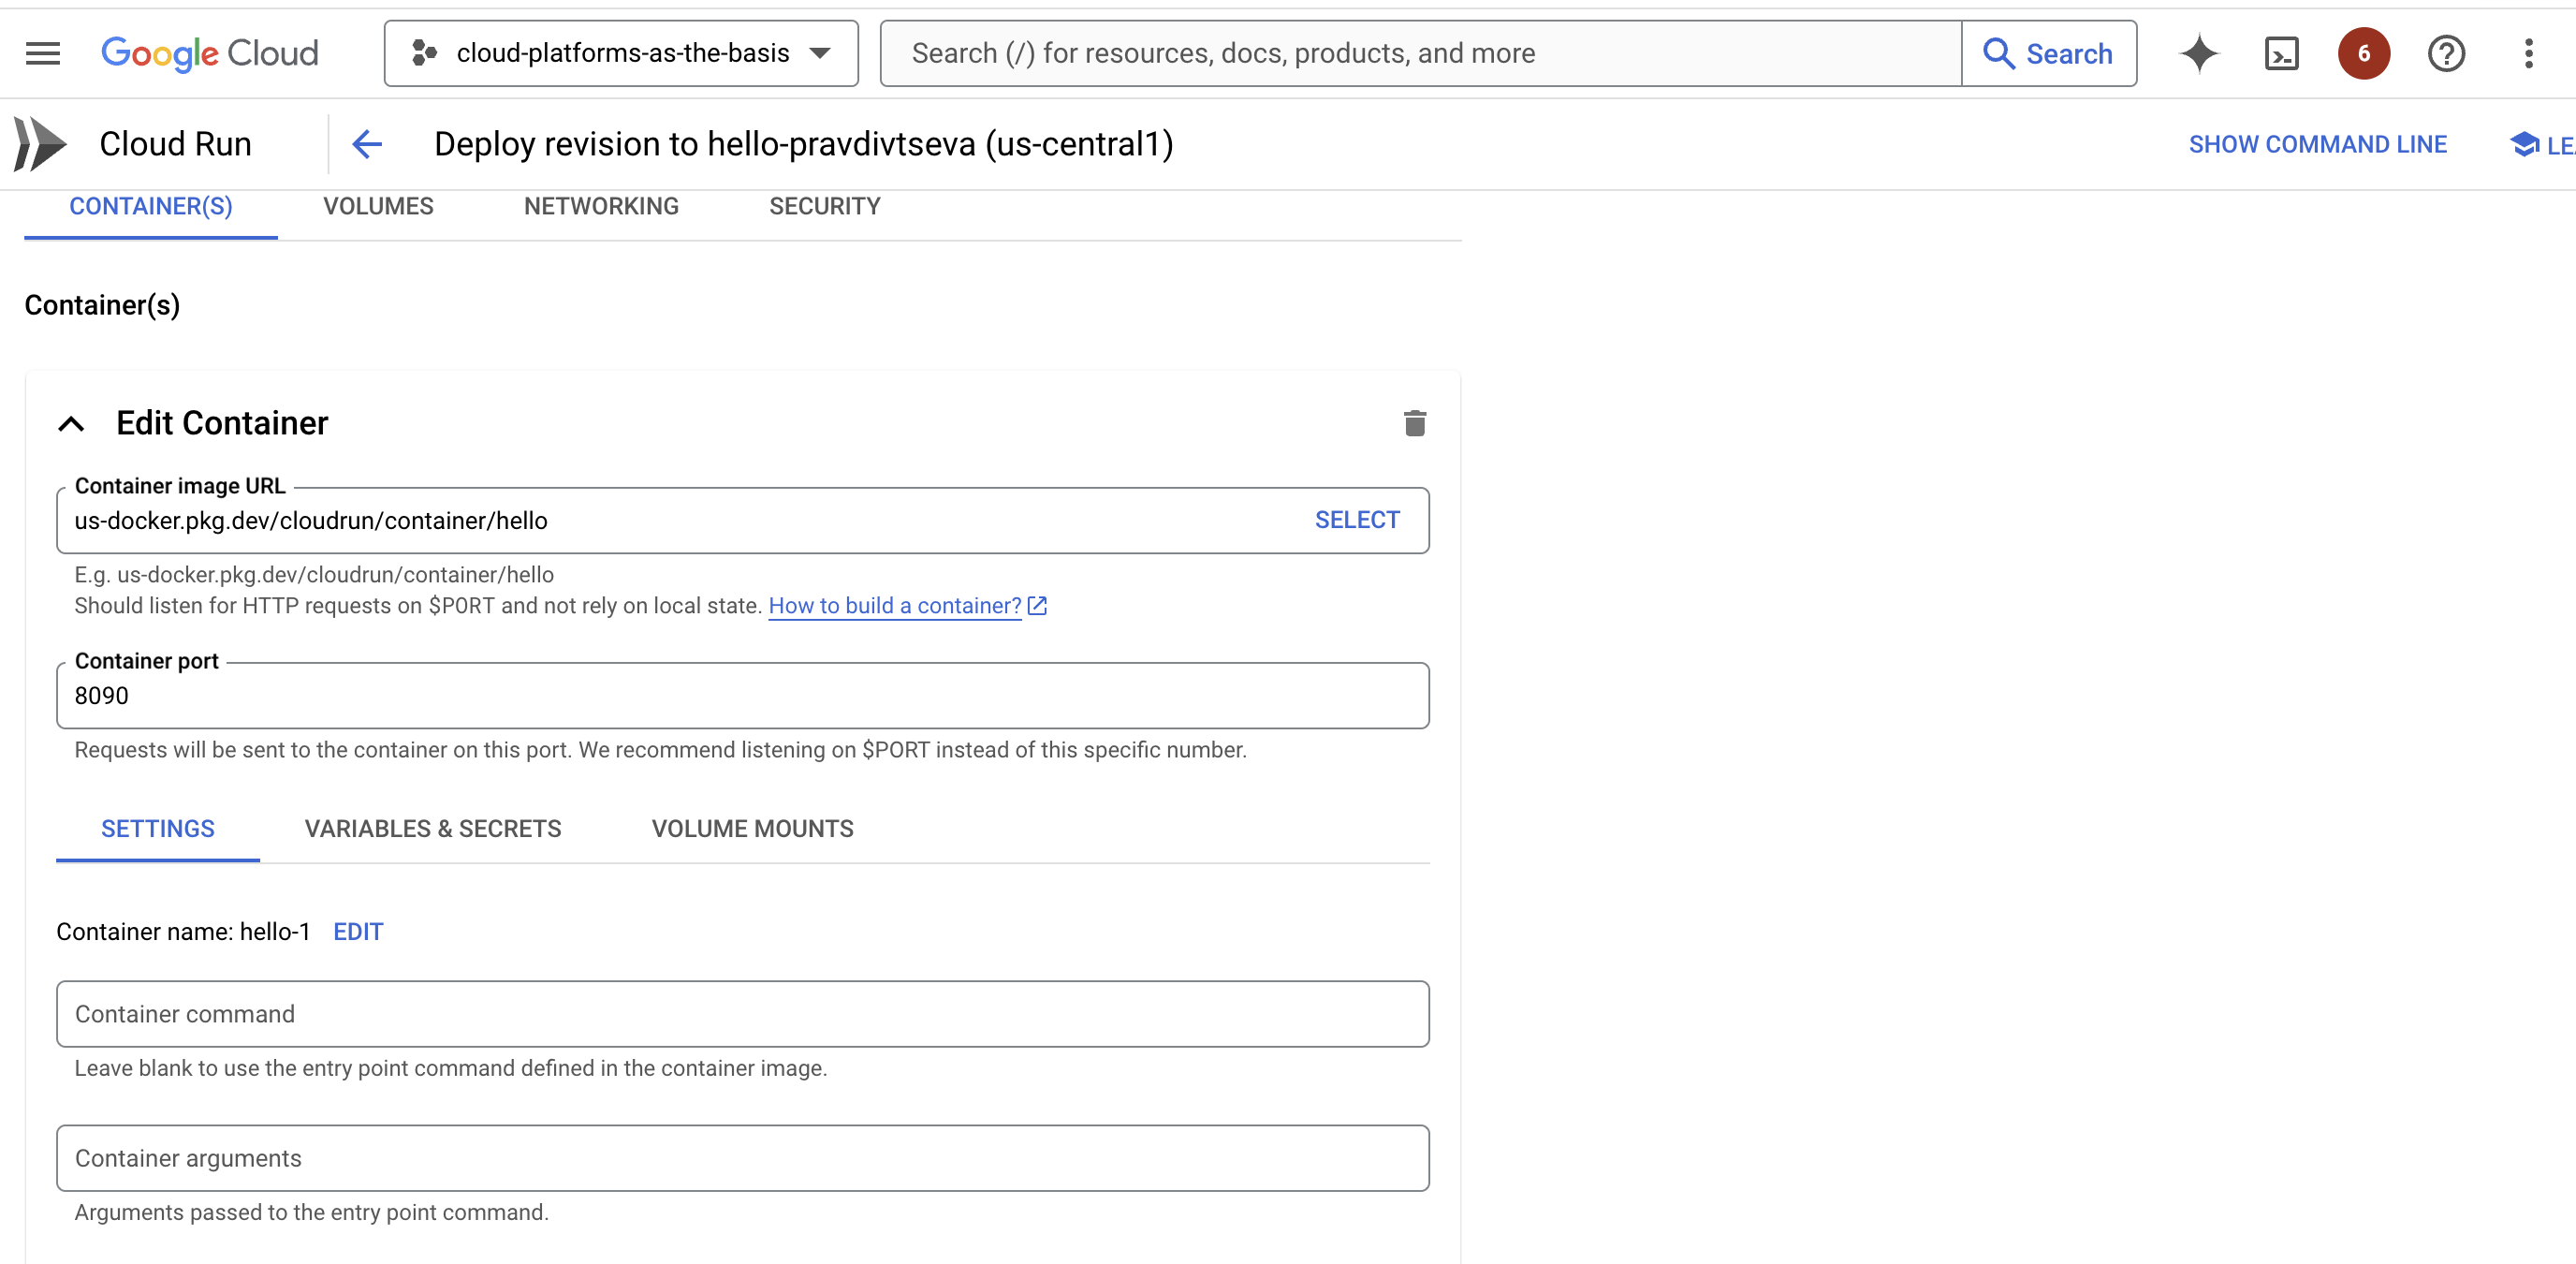 Google Cloud
cloud-platforms-as-the-basis
Search (/) for resources, docs, products, and more
Search
6
Cloud Run
Deploy revision to hello-pravdivtseva (us-central1)
SHOW COMMAND LINE
LEA
CONTAINER(S)
VOLUMES
NETWORKING
SECURITY
Container(s)
Edit Container
Container image URL
us-docker.pkg.dev/cloudrun/container/hello
SELECT
E.g. us-docker.pkg.dev/cloudrun/container/hello
Should listen for HTTP requests on $PORT and not rely on local state. How to build a container?
Container port
8090
Requests will be sent to the container on this port. We recommend listening on $PORT instead of this specific number.
SETTINGS
VARIABLES & SECRETS
VOLUME MOUNTS
Container name: hello-1
EDIT
Container command
Leave blank to use the entry point command defined in the container image.
Container arguments
Arguments passed to the entry point command.